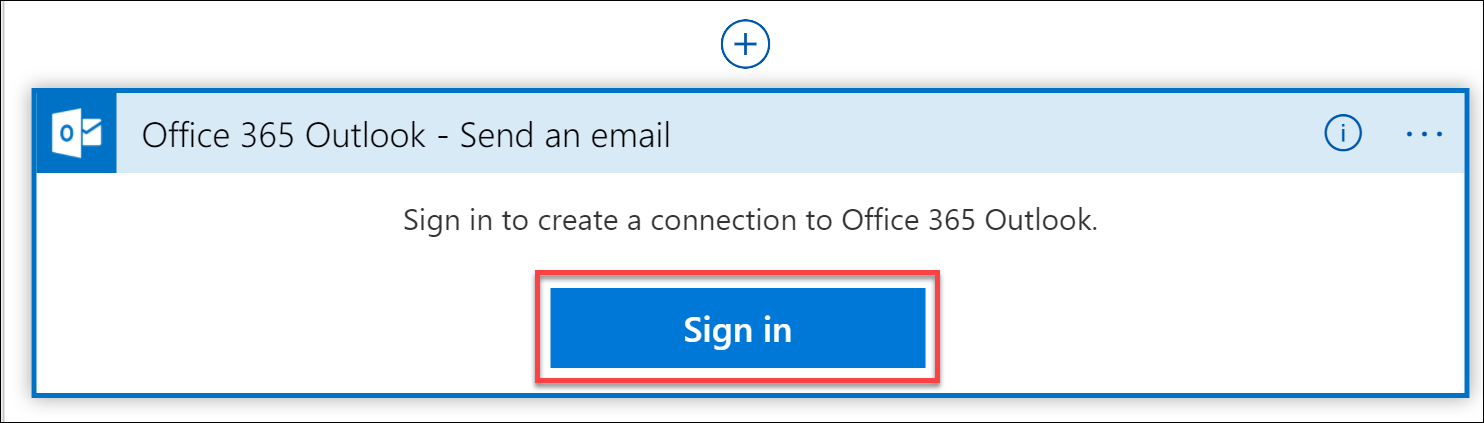 Office 365 Outlook - Send an email
Sign in to create a connection to Office 365 Outlook.
Sign in